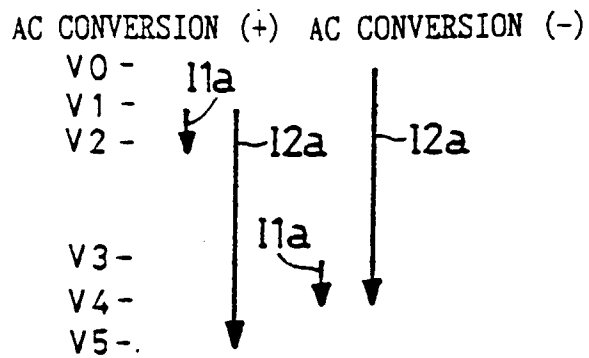 AC CONVERSION (+) AC CONVERSION (-)
V0-
I1a
V1-
V2-
I2a
I2a
I1a
V3-
V4-
V5-.